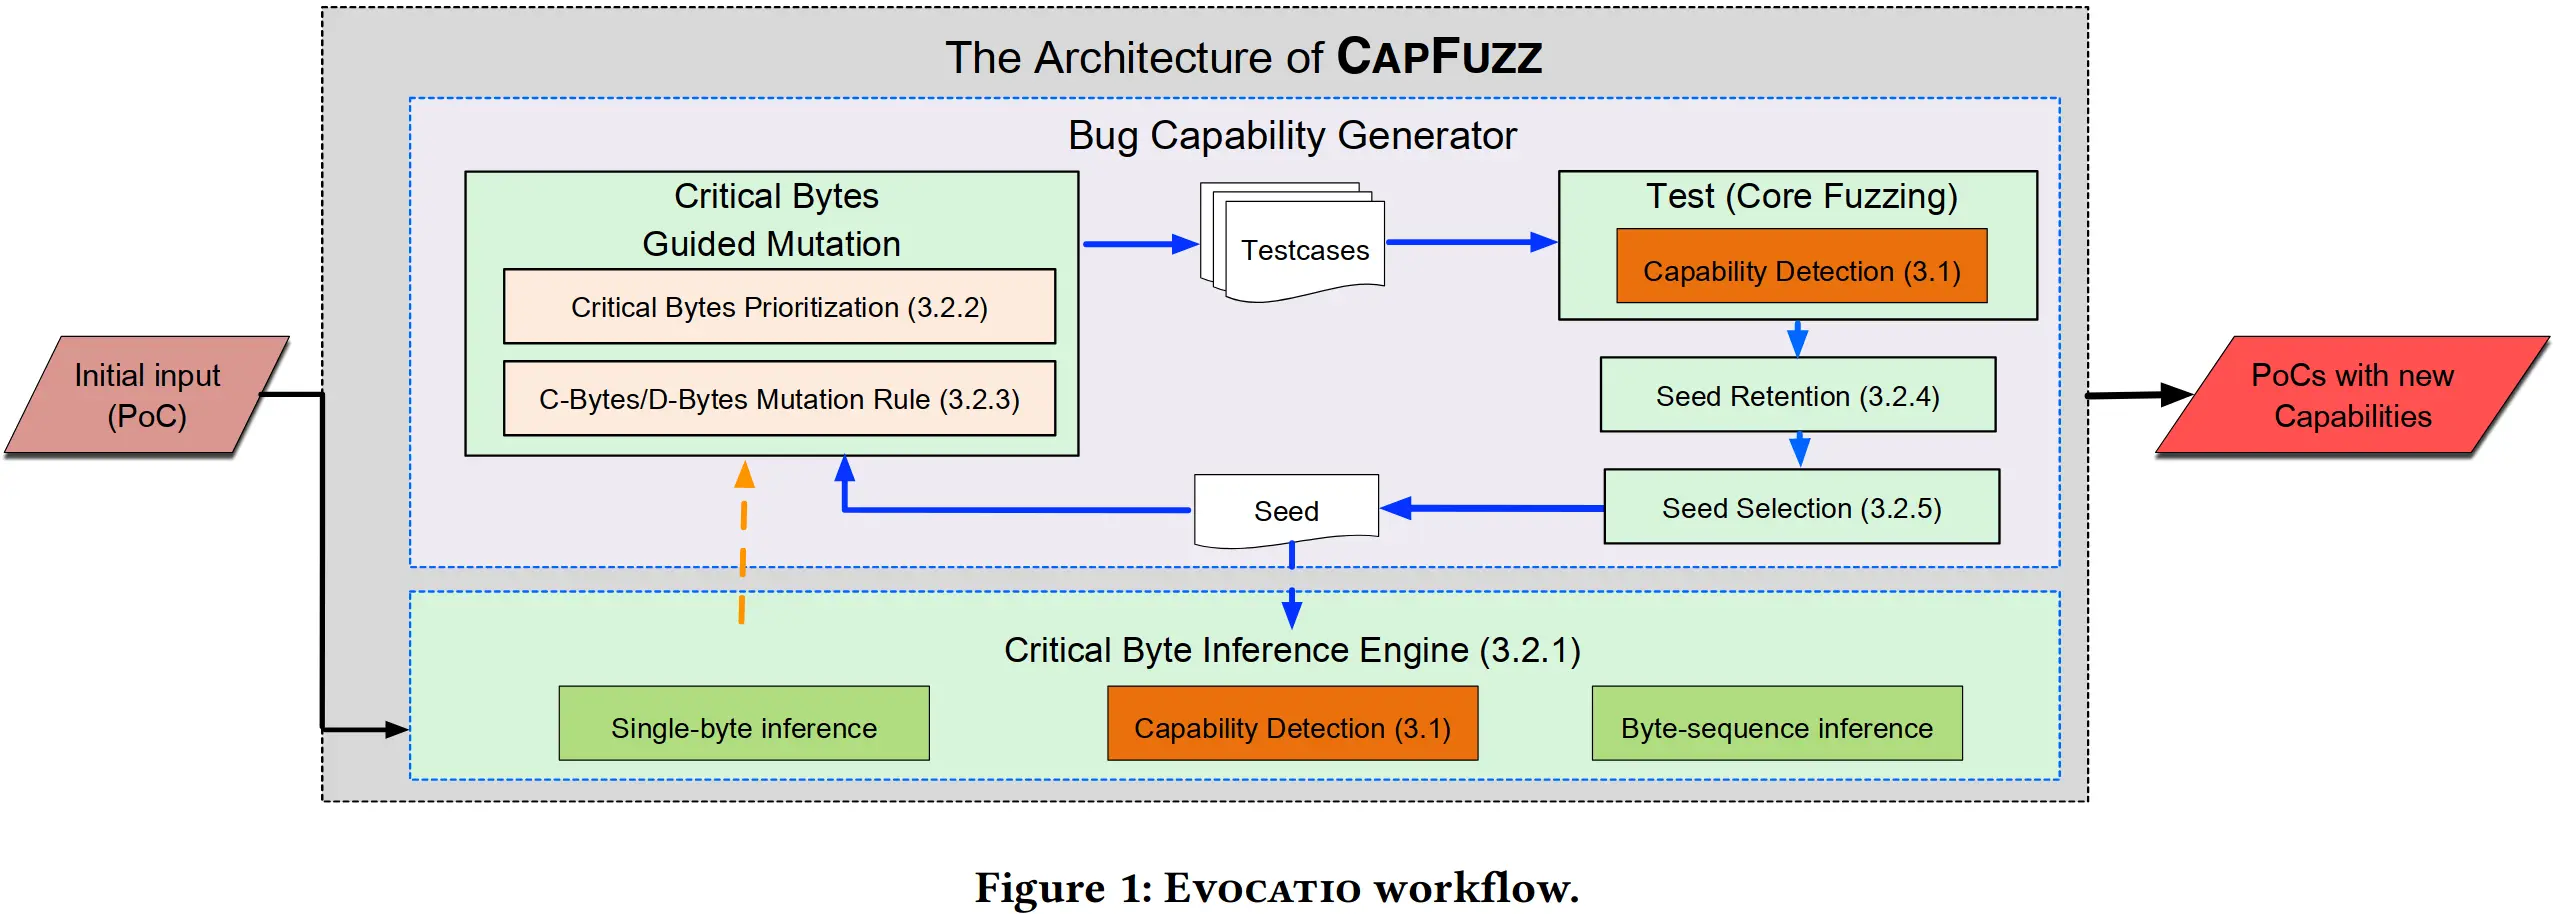 The Architecture of CAPFUZZ
Bug Capability Generator
Critical Bytes
Guided Mutation
Critical Bytes Prioritization (3.2.2)
C-Bytes/D-Bytes Mutation Rule (3.2.3)
Testcases
Test (Core Fuzzing)
Capability Detection (3.1)
Seed Retention (3.2.4)
Seed Selection (3.2.5)
Seed
Initial input
(PoC)
PoCs with new
Capabilities
Critical Byte Inference Engine (3.2.1)
Single-byte inference
Capability Detection (3.1)
Byte-sequence inference
Figure 1: EVOCATIO workflow.